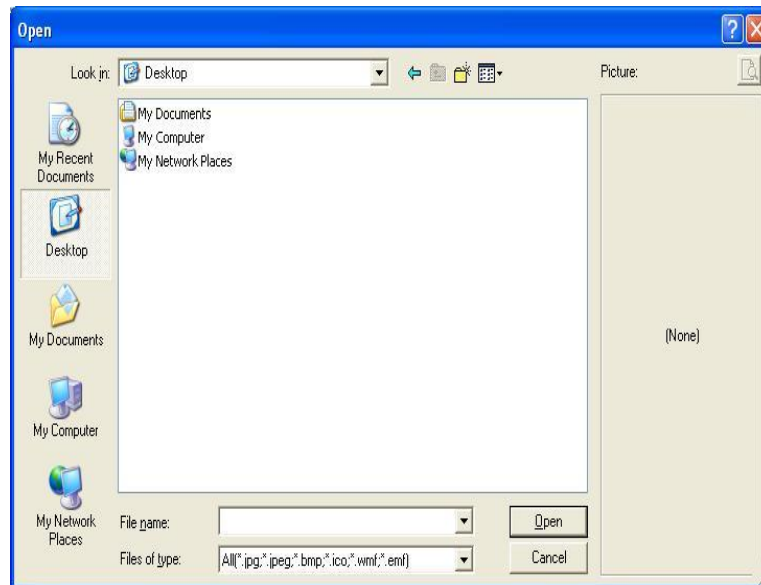 Open
Look in:
Desktop
Picture:
My Recent
Documents
Desktop
My Documents
My Computer
My Network
Places
My Documents
My Computer
My Network Places
(None)
File name:
Open
Files of type:
All(*.jpg;*.jpeg;*.bmp;*.ico;*.wmf;*.emf)
Cancel